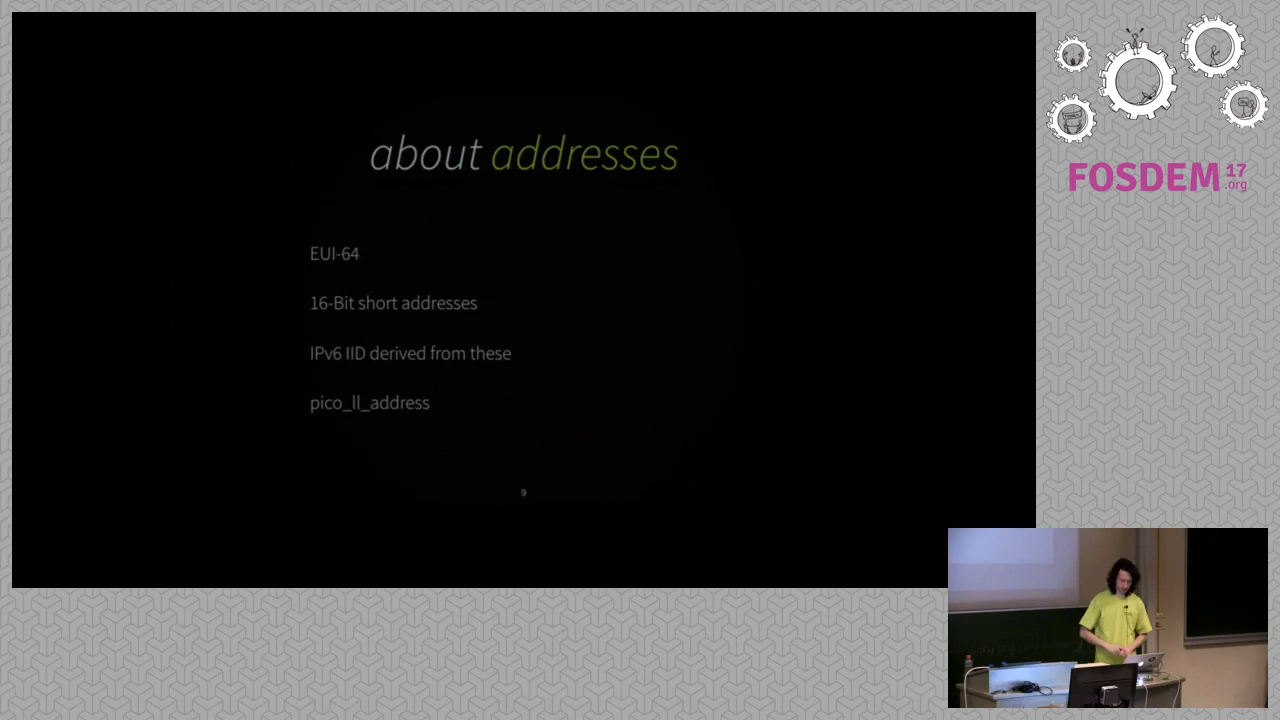 about addresses
EUI-64
16-Bit short addresses
IPv6 IID derived from these
pico_ll_address
9
FOSDEM 17
.org